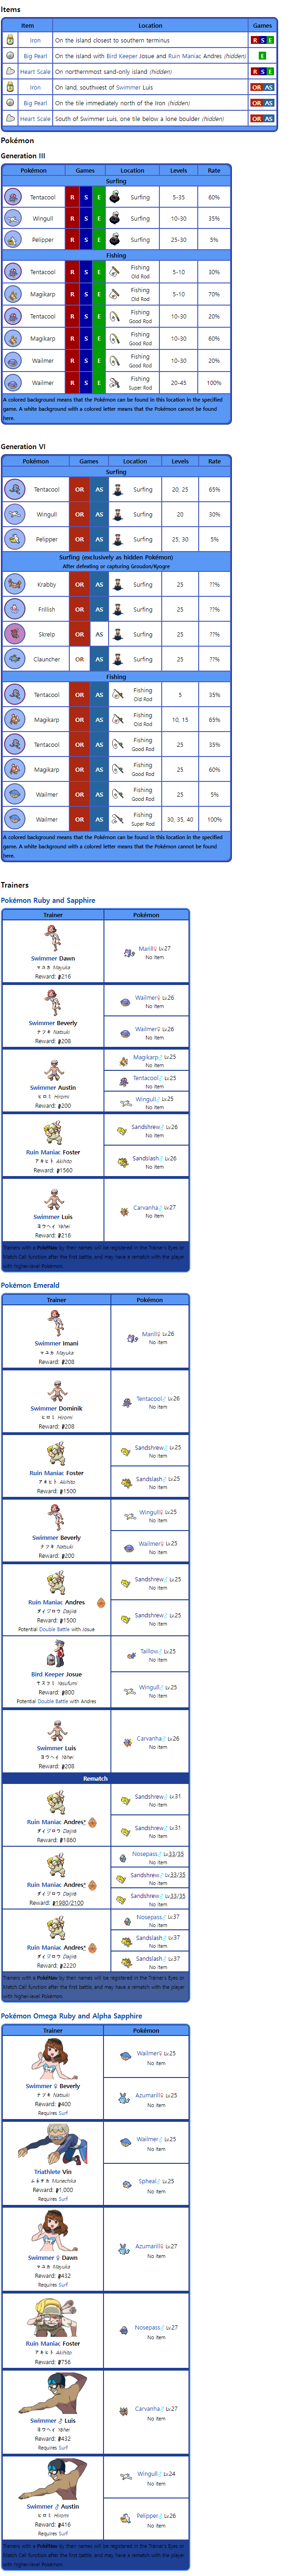 Items
Item Location Games
Iron On the island closest to southern terminus R S E
Big Pearl On the island with Bird Keeper Josue and Ruin Maniac Andres (hidden) E
Heart Scale On northernmost sand-only island (hidden) R S E
Iron On land, southwest of Swimmer Luis OR AS
Big Pearl On the tile immediately north of the Iron (hidden) OR AS
Heart Scale South of Swimmer Luis, one tile below a lone boulder (hidden) OR AS
Pokémon
Generation III
Pokémon Games Location Levels Rate
Surfing
Tentacool R S E Surfing 5-35 60%
Wingull R S E Surfing 10-30 35%
Pelipper R S E Surfing 25-30 5%
Fishing
Tentacool R S E Fishing Old Rod 5-10 30%
Magikarp R S E Fishing Old Rod 5-10 70%
Tentacool R S E Fishing Good Rod 10-30 20%
Magikarp R S E Fishing Good Rod 10-30 60%
Wailmer R S E Fishing Good Rod 10-30 20%
Wailmer R S E Fishing Super Rod 20-45 100%
A colored background means that the Pokémon can be found in this location in the specified
game. A white background with a colored letter means that the Pokémon cannot be found
here.
Generation VI
Pokémon Games Location Levels Rate
Surfing
Tentacool OR AS Surfing 20, 25 65%
Wingull OR AS Surfing 20 30%
Pelipper OR AS Surfing 25, 30 5%
Surfing (exclusively as hidden Pokémon)
After defeating or capturing Groudon/Kyogre
Krabby OR AS Surfing 25 ??%
Frillish OR AS Surfing 25 ??%
Skrelp OR AS Surfing 25 ??%
Clauncher OR AS Surfing 25 ??%
Fishing
Tentacool OR AS Fishing Old Rod 5 35%
Magikarp OR AS Fishing Old Rod 10, 15 65%
Tentacool OR AS Fishing Good Rod 25 35%
Magikarp OR AS Fishing Good Rod 25 60%
Wailmer OR AS Fishing Good Rod 25 5%
Wailmer OR AS Fishing Super Rod 30, 35, 40 100%
A colored background means that the Pokémon can be found in this location in the specified
game. A white background with a colored letter means that the Pokémon cannot be found
here.
Trainers
Pokémon Ruby and Sapphire
Trainer Pokémon
Swimmer Dawn
マユカ Mayuka
Reward: 216
Marill♀ Lv.27
No item
Swimmer Beverly
ナツキ Natsuki
Reward: 208
Wailmer♀ Lv.26
No item
Wailmer♀ Lv.26
No item
Swimmer Austin
ヒロミ Hiromi
Reward: 200
Magikarp♂ Lv.25
No item
Tentacool♂ Lv.25
No item
Wingull♂ Lv.25
No item
Ruin Maniac Foster
アキヒト Akihito
Reward: 1560
Sandshrew♂ Lv.26
No item
Sandslash♂ Lv.26
No item
Swimmer Luis
ヨウヘイ Yohei
Reward: 216
Carvanha♂ Lv.27
No item
Trainers with a PokéNav by their names will be registered in the Trainer's Eyes or
Match Call function after the first battle, and may have a rematch with the player
with higher-level Pokémon.
Pokémon Emerald
Trainer Pokémon
Swimmer Imani
マユカ Mayuka
Reward: 208
Marill♀ Lv.26
No item
Swimmer Dominik
ヒロミ Hiromi
Reward: 208
Tentacool♂ Lv.26
No item
Ruin Maniac Foster
アキヒト Akihito
Reward: 1500
Sandshrew♂ Lv.25
No item
Sandslash♂ Lv.25
No item
Swimmer Beverly
ナツキ Natsuki
Reward: 200
Wingull♀ Lv.25
No item
Wailmer♀ Lv.25
No item
Ruin Maniac Andres
ダイジロウ Daijirō
Reward: 1500
Potential Double Battle with Josue
Sandshrew♂ Lv.25
No item
Sandshrew♂ Lv.25
No item
Bird Keeper Josue
ヤスフミ Yasufumi
Reward: 800
Potential Double Battle with Andres
Taillow♂ Lv.25
No item
Wingull♂ Lv.25
No item
Swimmer Luis
ヨウヘイ Yohei
Reward: 208
Carvanha♂ Lv.26
No item
Rematch
Ruin Maniac Andres*
ダイジロウ Daijirō
Reward: 1860
Sandshrew♂ Lv.31
No item
Sandshrew♂ Lv.31
No item
Ruin Maniac Andres*
ダイジロウ Daijirō
Reward: 1980/2100
Nosepass♂ Lv.33/35
No item
Sandshrew♂ Lv.33/35
No item
Sandshrew♂ Lv.33/35
No item
Ruin Maniac Andres*
ダイジロウ Daijirō
Reward: 2220
Nosepass♂ Lv.37
No item
Sandslash♂ Lv.37
No item
Sandslash♂ Lv.37
No item
Trainers with a PokéNav by their names will be registered in the Trainer's Eyes or
Match Call function after the first battle, and may have a rematch with the player
with higher-level Pokémon.
Pokémon Omega Ruby and Alpha Sapphire
Trainer Pokémon
Swimmer ♀ Beverly
ナツキ Natsuki
Reward: 400
Requires Surf
Wailmer♀ Lv.25
No item
Azumarill♀ Lv.25
No item
Triathlete Vin
Reward: 1,000
Requires Surf
Wailmer♂ Lv.25
No item
Spheal♂ Lv.25
No item
Swimmer ♀ Dawn
マユカ Mayuka
Reward: 432
Requires Surf
Azumarill♀ Lv.27
No item
Ruin Maniac Foster
アキヒト Akihito
Reward: 756
Nosepass♂ Lv.27
No item
Swimmer ♂ Luis
ヨウヘイ Yohei
Reward: 432
Requires Surf
Carvanha♂ Lv.27
No item
Swimmer ♂ Austin
ヒロミ Hiromi
Reward: 416
Requires Surf
Wingull♂ Lv.24
No item
Pelipper♂ Lv.26
No item
Trainers with a PokéNav by their names will be registered in the Trainer's Eyes or
Match Call function after the first battle, and may have a rematch with the player
with higher-level Pokémon.